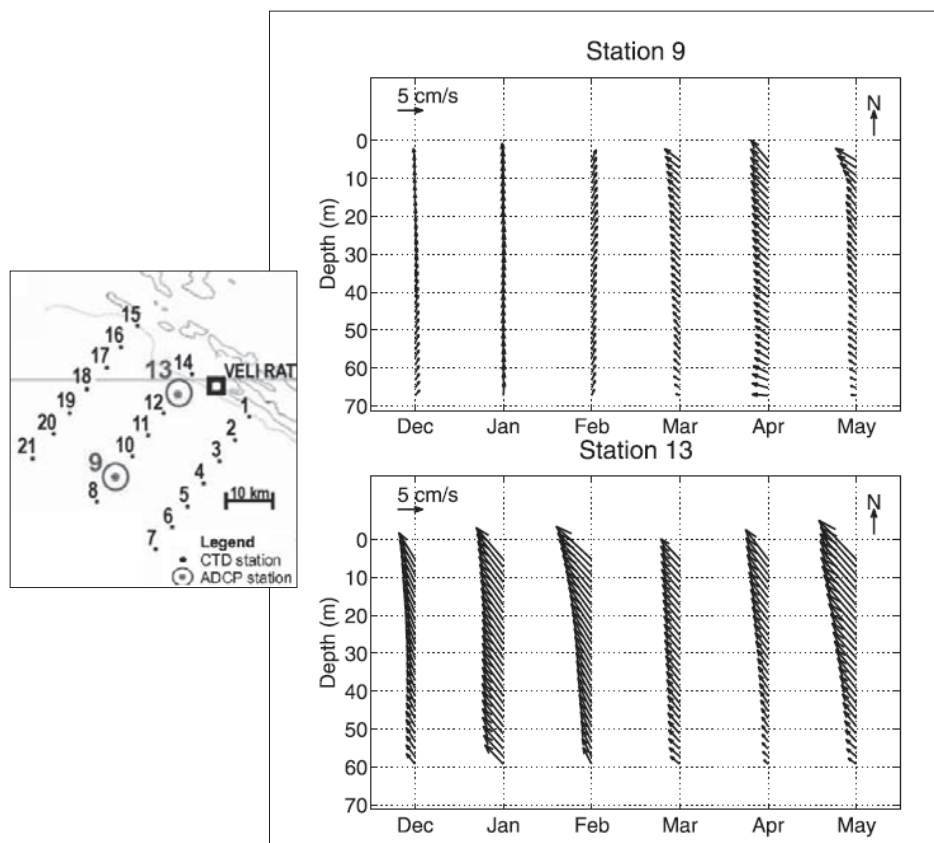 Station 9
5 cm/s
N
0
10
20
30
40
50
60
70
Depth (m)
Dec Jan Feb Mar Apr May
Station 13
5 cm/s
N
0
10
20
30
40
50
60
70
Depth (m)
Dec Jan Feb Mar Apr May
15
16
17
13 14
18
VELI RAT
19
12
1
20
11
2
21
10
3
9
4
8
5
10 km
6
7
Legend
CTD station
ADCP station